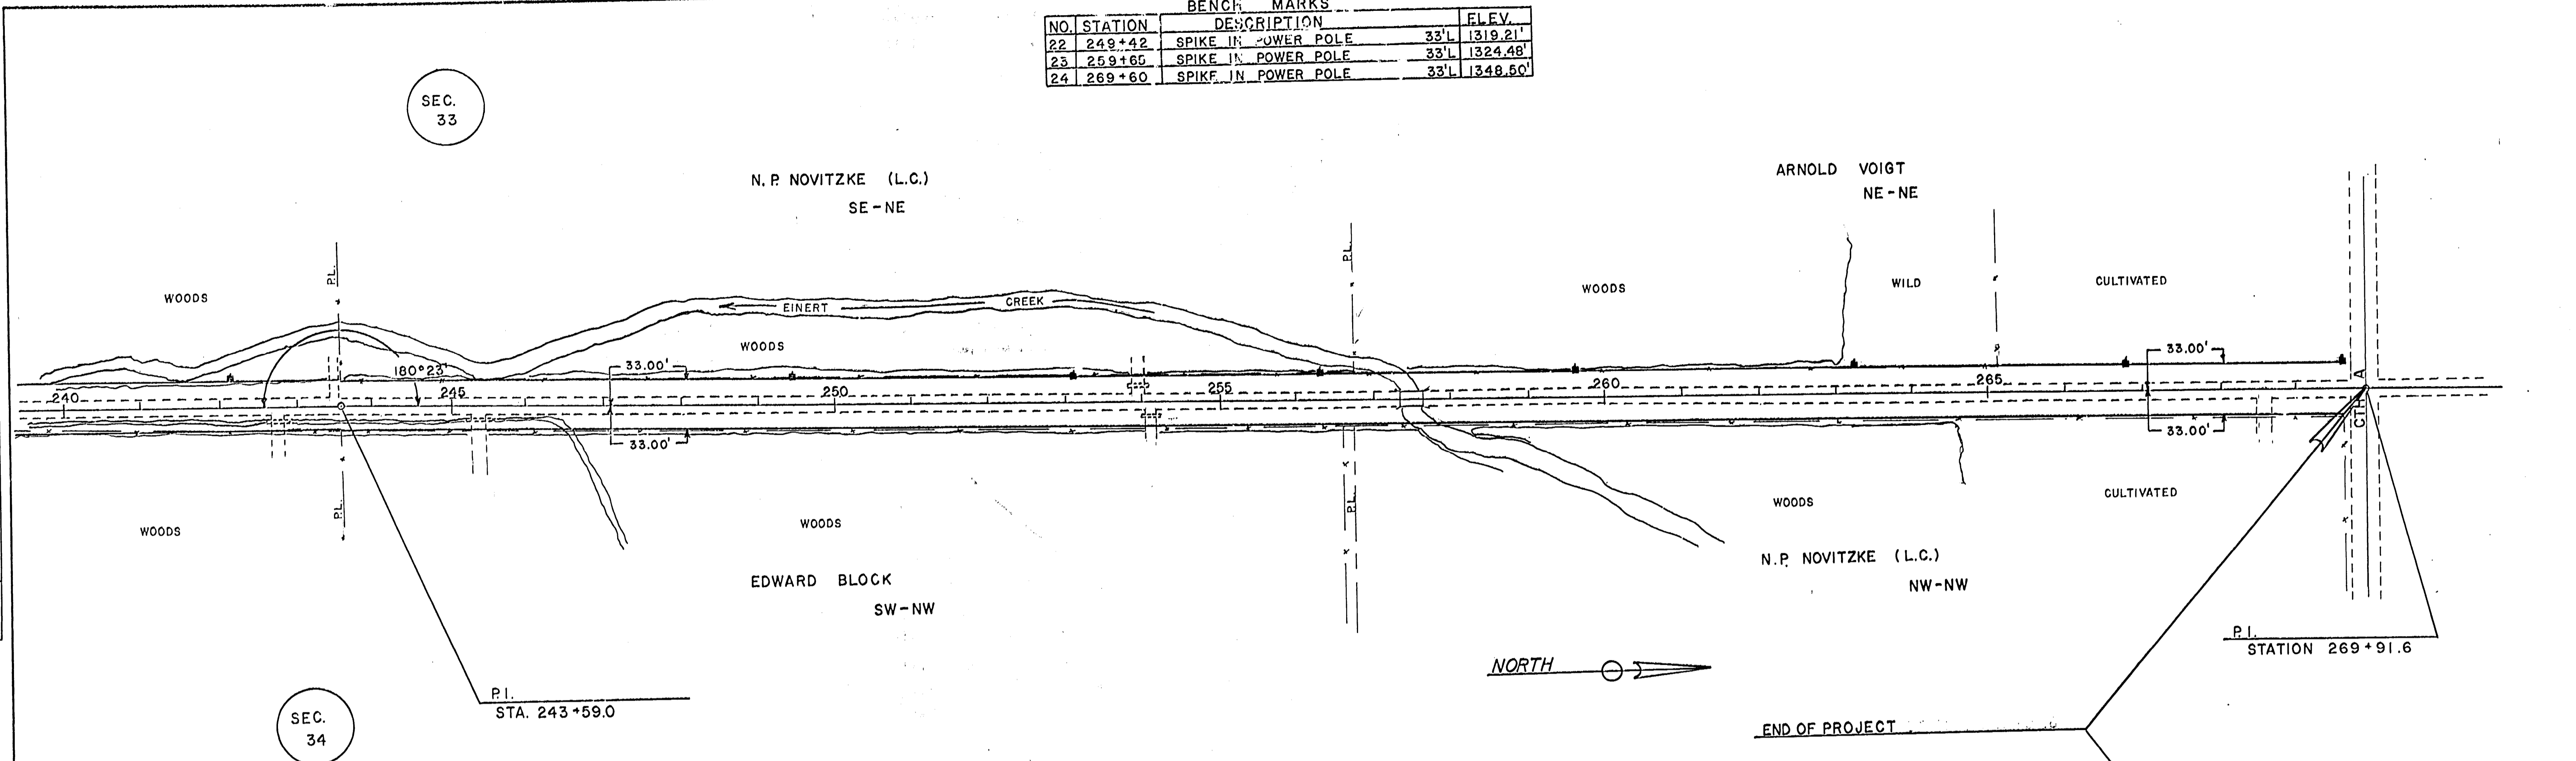 BENCH MARKS
NO. STATION DESCRIPTION ELEV.
22 249+42 SPIKE IN POWER POLE 33'L 1319.21'
23 259+65 SPIKE IN POWER POLE 33'L 1324.48'
24 269+60 SPIKE IN POWER POLE 33'L 1348.50'
SEC.
33
N.P. NOVITZKE (L.C.)
SE-NE
ARNOLD VOIGT
NE-NE
P.L.
P.L.
WOODS
EINERT CREEK
WOODS
WILD
CULTIVATED
WOODS
180°23'
33.00'
33.00'
240
245
250
255
260
265
CTH A
33.00'
33.00'
P.L.
P.L.
WOODS
WOODS
WOODS
CULTIVATED
EDWARD BLOCK
SW-NW
N.P. NOVITZKE (L.C.)
NW-NW
P.I.
STATION 269+91.6
NORTH
P.I.
STA. 243+59.0
SEC.
34
END OF PROJECT